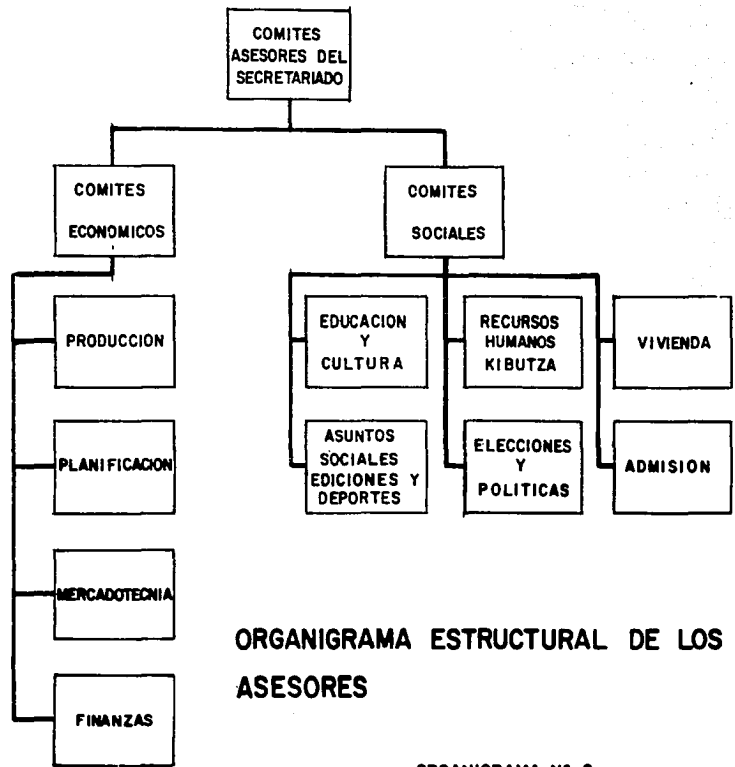 COMITES
ASESORES DEL
SECRETARIADO
COMITES
ECONOMICOS
COMITES
SOCIALES
PRODUCCION
PLANIFICACION
MERCADOTECNIA
FINANZAS
EDUCACION
Y
CULTURA
RECURSOS
HUMANOS
KIBUTZA
VIVIENDA
ASUNTOS
SOCIALES
EDICIONES Y
DEPORTES
ELECCIONES
Y
POLITICAS
ADMISION
ORGANIGRAMA ESTRUCTURAL DE LOS
ASESORES